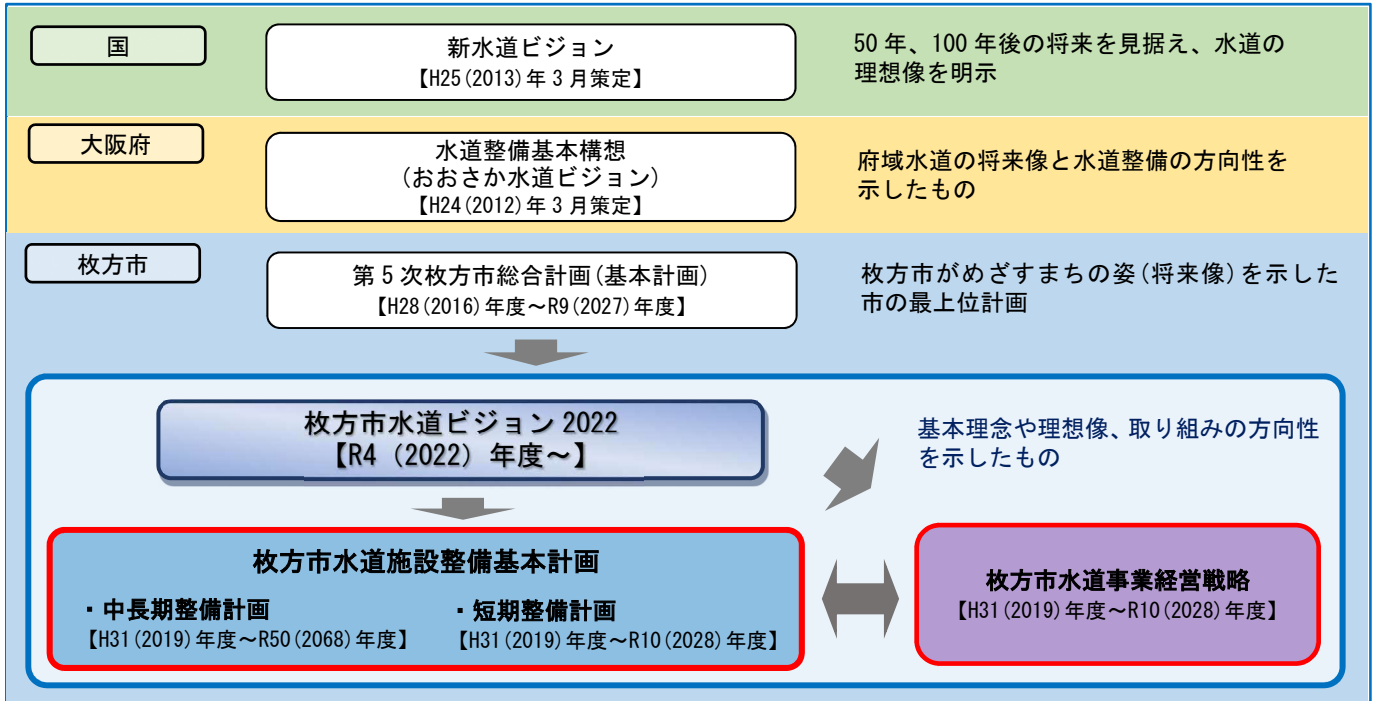 国
新水道ビジョン
【H25(2013)年3月策定】
50年、100年後の将来を見据え、水道の
理想像を明示
大阪府
水道整備基本構想
(おおさか水道ビジョン)
【H24(2012)年3月策定】
府域水道の将来像と水道整備の方向性を
示したもの
枚方市
第5次枚方市総合計画(基本計画)
【H28(2016)年度～R9(2027)年度】
枚方市がめざすまちの姿(将来像)を示した
市の最上位計画
枚方市水道ビジョン2022
【R4（2022）年度～】
基本理念や理想像、取り組みの方向性
を示したもの
枚方市水道施設整備基本計画
・中長期整備計画
【H31(2019)年度～R50(2068)年度】
・短期整備計画
【H31(2019)年度～R10(2028)年度】
枚方市水道事業経営戦略
【H31(2019)年度～R10(2028)年度】